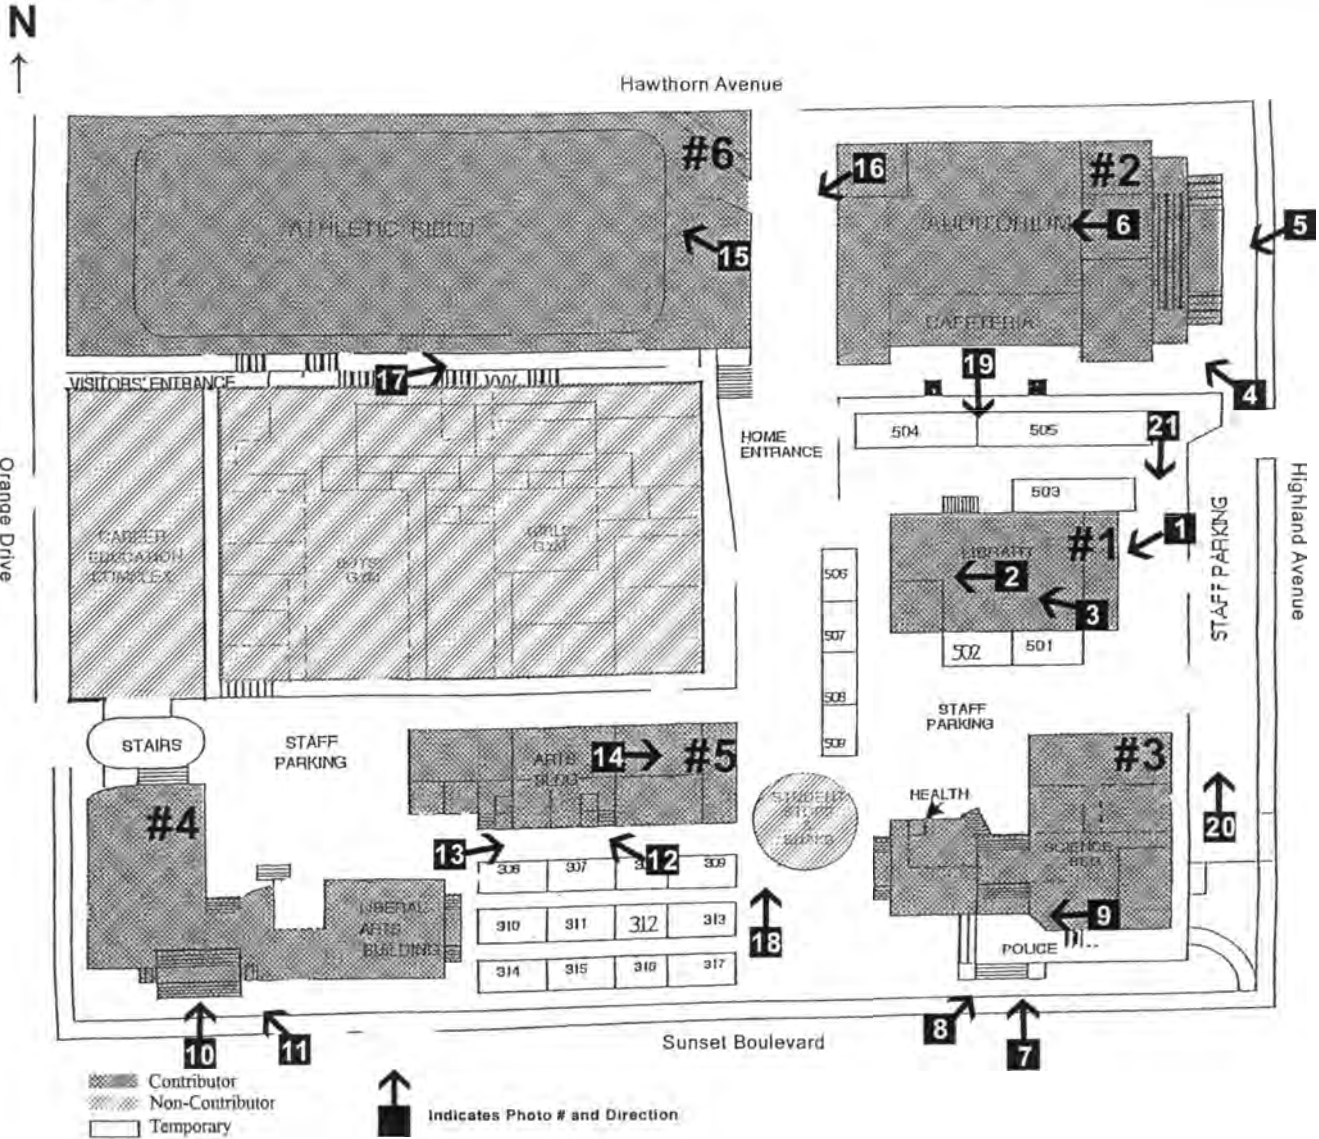 N
Hawthorn Avenue
#6
16
#2
ATHLETIC FIELD
AUDITORIUM
6
5
15
CAFETERIA
17
VISITORS' ENTRANCE
19
4
21
504
505
HOME
ENTRANCE
503
Orange Drive
Highland Avenue
STAFF PARKING
CAREER
EDUCATION
COMPLEX
BOYS'
GYM
GIRLS'
GYM
LIBRARY
#1
1
2
3
506
507
508
509
502
501
STAIRS
STAFF
PARKING
ARTS
BLDG
14
#5
STAFF
PARKING
#3
#4
STUDENT
STORE
&
HEALTH
SCIENCE
20
13
12
306
307
309
LIBERAL
ARTS
BUILDING
310
311
312
313
18
9
POLICE
314
315
316
317
10
11
Sunset Boulevard
8
7
Contributor
Non-Contributor
Temporary
Indicates Photo # and Direction